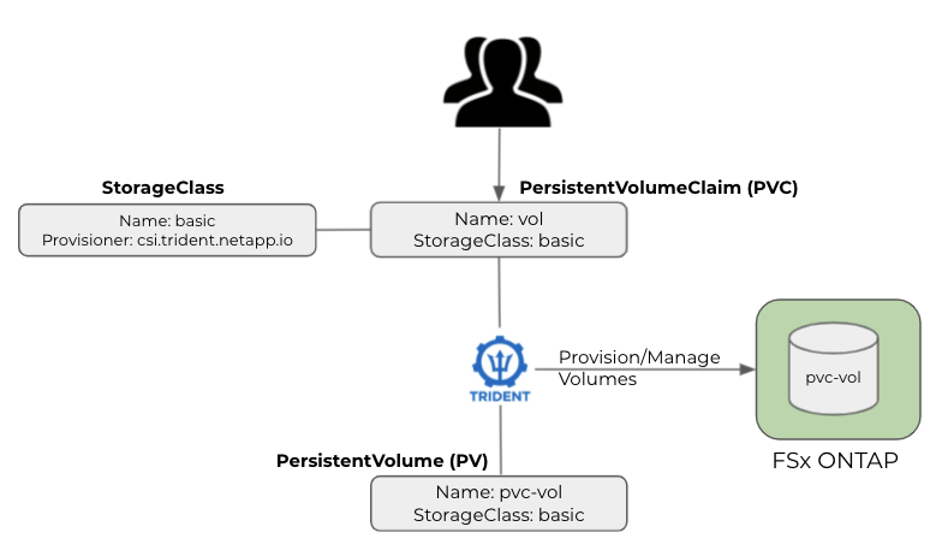 StorageClass
Name: basic
Provisioner: csi.trident.netapp.io
PersistentVolumeClaim (PVC)
Name: vol
StorageClass: basic
TRIDENT
Provision/Manage
Volumes
pvc-vol
FSx ONTAP
PersistentVolume (PV)
Name: pvc-vol
StorageClass: basic